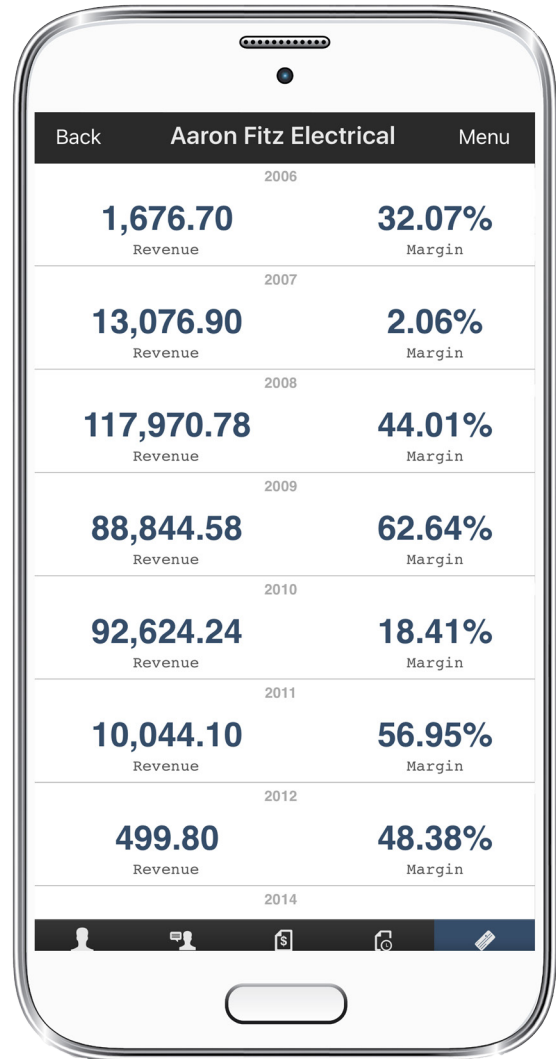 Back Aaron Fitz Electrical Menu
2006
1,676.70 32.07%
Revenue Margin
2007
13,076.90 2.06%
Revenue Margin
2008
117,970.78 44.01%
Revenue Margin
2009
88,844.58 62.64%
Revenue Margin
2010
92,624.24 18.41%
Revenue Margin
2011
10,044.10 56.95%
Revenue Margin
2012
499.80 48.38%
Revenue Margin
2014
$